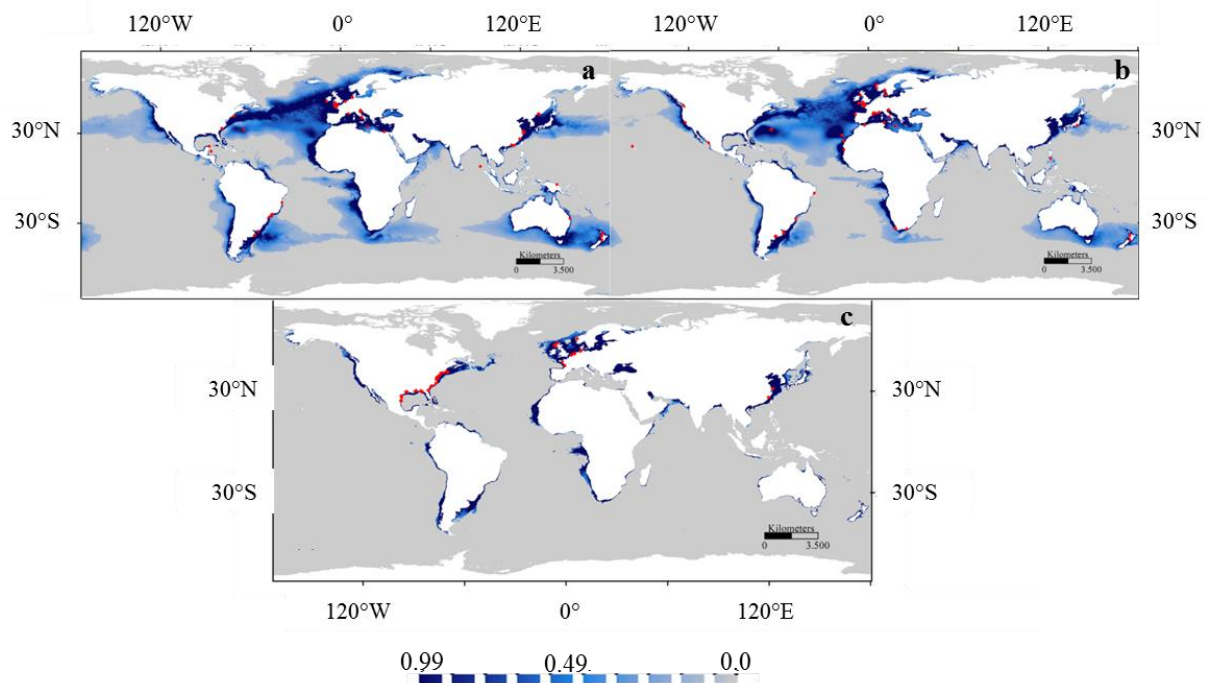 120°W 0° 120°E 120°W 0° 120°E
a b
30°N 30°N
30°S 30°S
Kilometers Kilometers
0 3.500 0 3.500
c
30°N 30°N
30°S 30°S
Kilometers
0 3.500
120°W 0° 120°E
0.99 0.49. 0.0